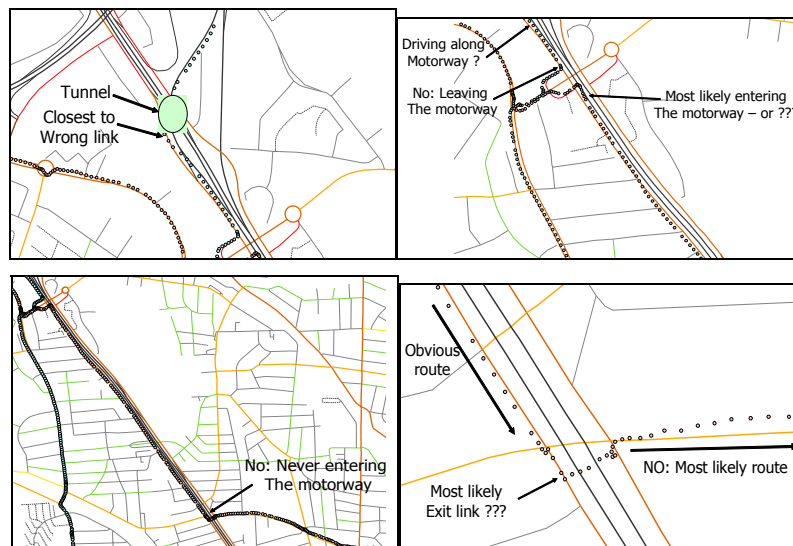 Tunnel
Closest to
Wrong link
Driving along
Motorway ?
No: Leaving
The motorway
Most likely entering
The motorway – or ???
No: Never entering
The motorway
Obvious
route
Most likely
Exit link ???
NO: Most likely route